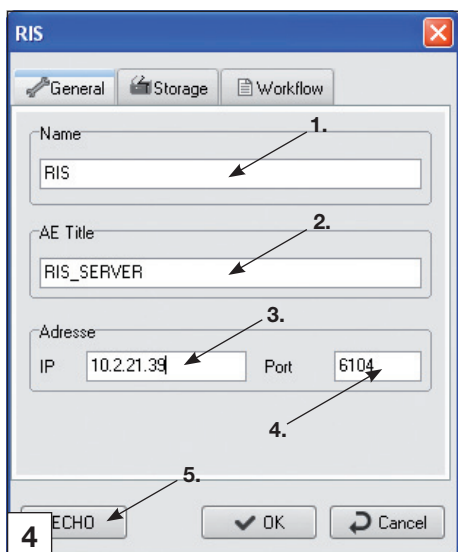 RIS
General Storage Workflow
Name
1.
RIS
AE Title
2.
RIS_SERVER
Adresse
3.
IP 10.2.21.39 Port 6104
4.
5.
ECHO OK Cancel
4